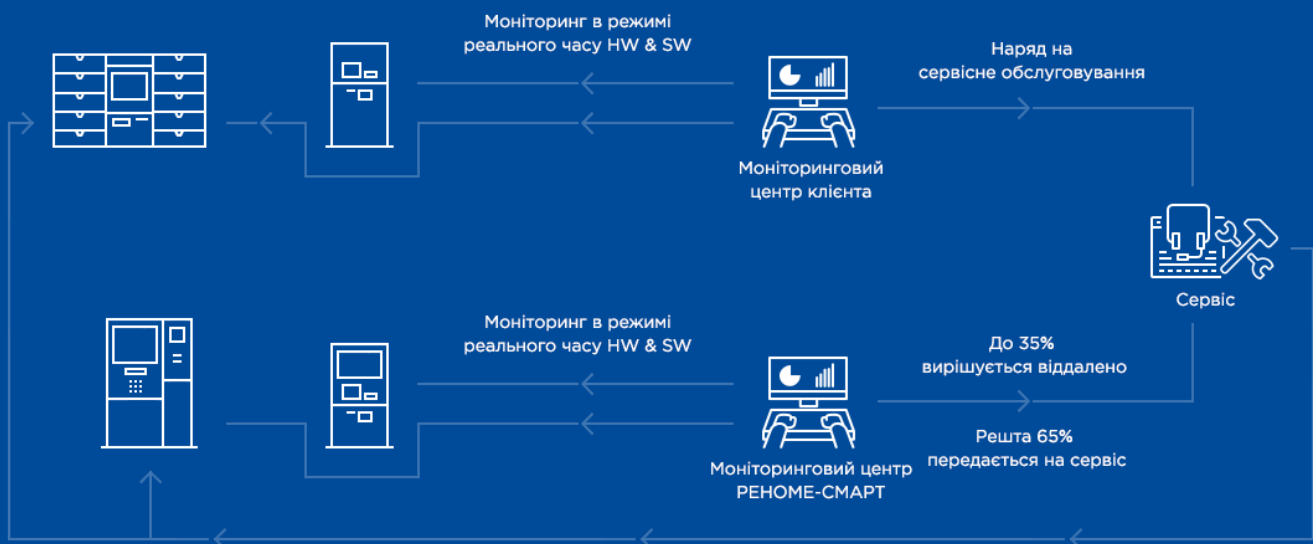 Моніторинг в режимі
реального часу HW & SW
Наряд на
сервісне обслуговування
Моніторинговий
центр клієнта
Сервіс
Моніторинг в режимі
реального часу HW & SW
До 35%
вирішується віддалено
Решта 65%
передається на сервіс
Моніторинговий центр
РЕНОМЕ-СМАРТ